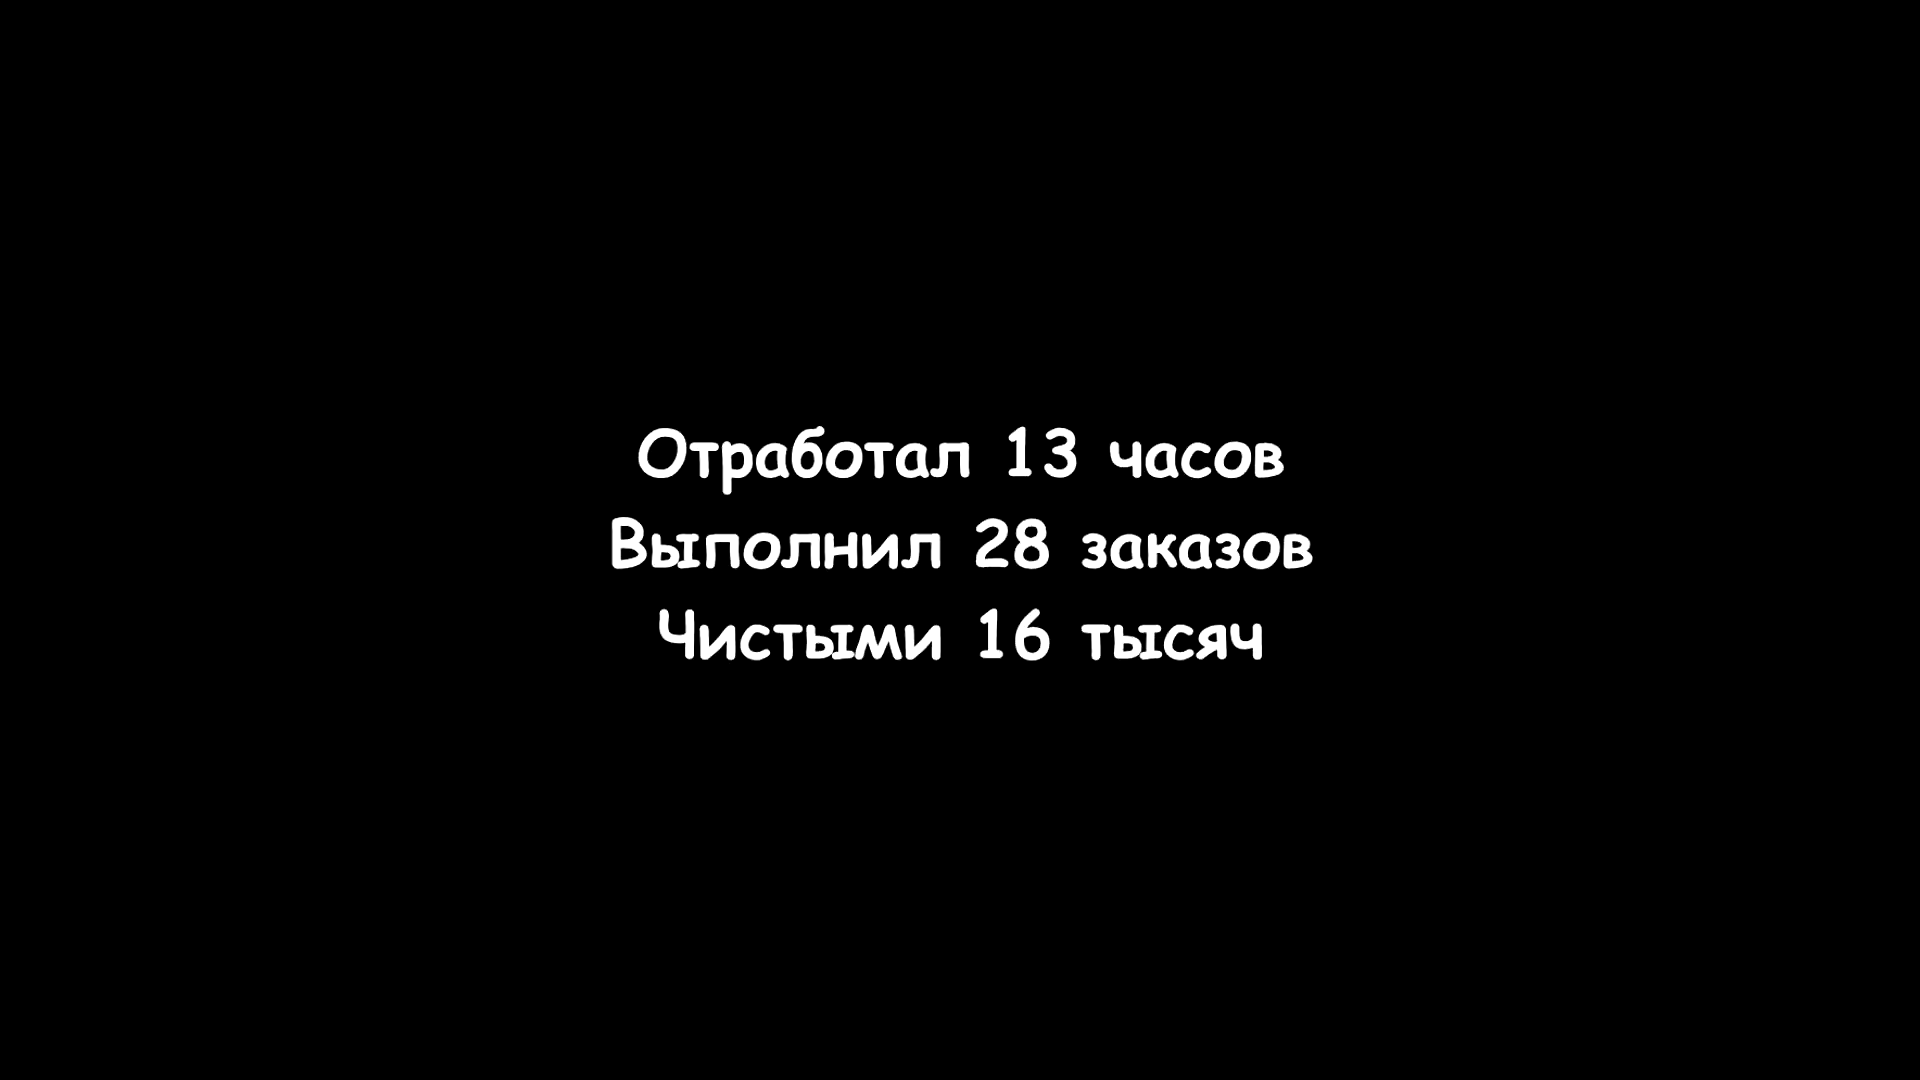 Отработал 13 часов
Выполнил 28 заказов
Чистыми 16 тысяч